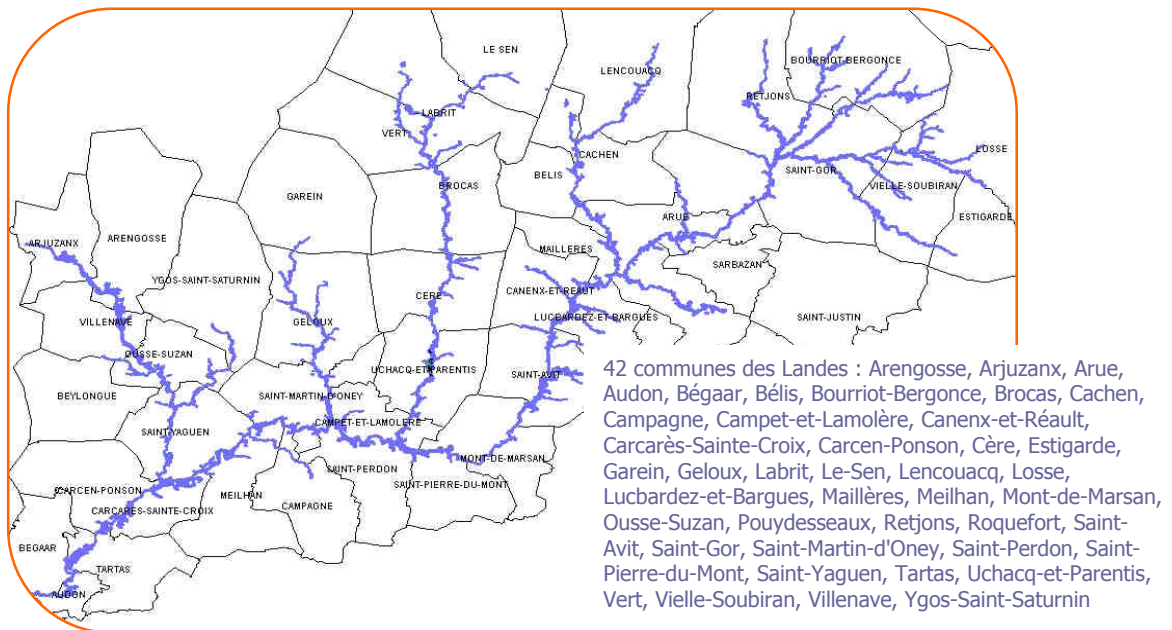 LE SEN
BOURRIOT-BERGONCE
LENCOUACQ
RETJONS
LABRIT
VERT
LOSSE
CACHEN
SAINT-GOR
BELIS
BROCAS
VIELLE-SOUBIRAN
GAREIN
ESTIGARDE
ARUE
ARENGOSSE
ARJUZANX
MAILLERES
SARBAZAN
YGOS-SAINT-SATURNIN
CANENX-ET-REAUT
CERE
LUCBARDEZ-ET-BARGUES
SAINT-JUSTIN
VILLENAVE
GELOUX
OUSSE-SUZAN
UCHACQ-ET-PARENTIS
SAINT-AVIT
BEYLONGUE
SAINT-MARTIN-D'ONEY
CAMPET-ET-LAMOLERE
SAINT-YAGUEN
MONT-DE-MARSAN
SAINT-PERDON
SAINT-PIERRE-DU-MONT
CARCEN-PONSON
MEILHAN
CAMPAGNE
CARCARES-SAINTE-CROIX
BEGAAR
TARTAS
AUDON
42 communes des Landes : Arengosse, Arjuzanx, Arue,
Audon, Bégaar, Bélis, Bourriot-Bergonce, Brocas, Cachen,
Campagne, Campet-et-Lamolère, Canenx-et-Réault,
Carcarès-Sainte-Croix, Carcen-Ponson, Cère, Estigarde,
Garein, Geloux, Labrit, Le-Sen, Lencouacq, Losse,
Lucbardez-et-Bargues, Maillères, Meilhan, Mont-de-Marsan,
Ousse-Suzan, Pouydesseaux, Retjons, Roquefort, Saint-
Avit, Saint-Gor, Saint-Martin-d'Oney, Saint-Perdon, Saint-
Pierre-du-Mont, Saint-Yaguen, Tartas, Uchacq-et-Parentis,
Vert, Vielle-Soubiran, Villenave, Ygos-Saint-Saturnin